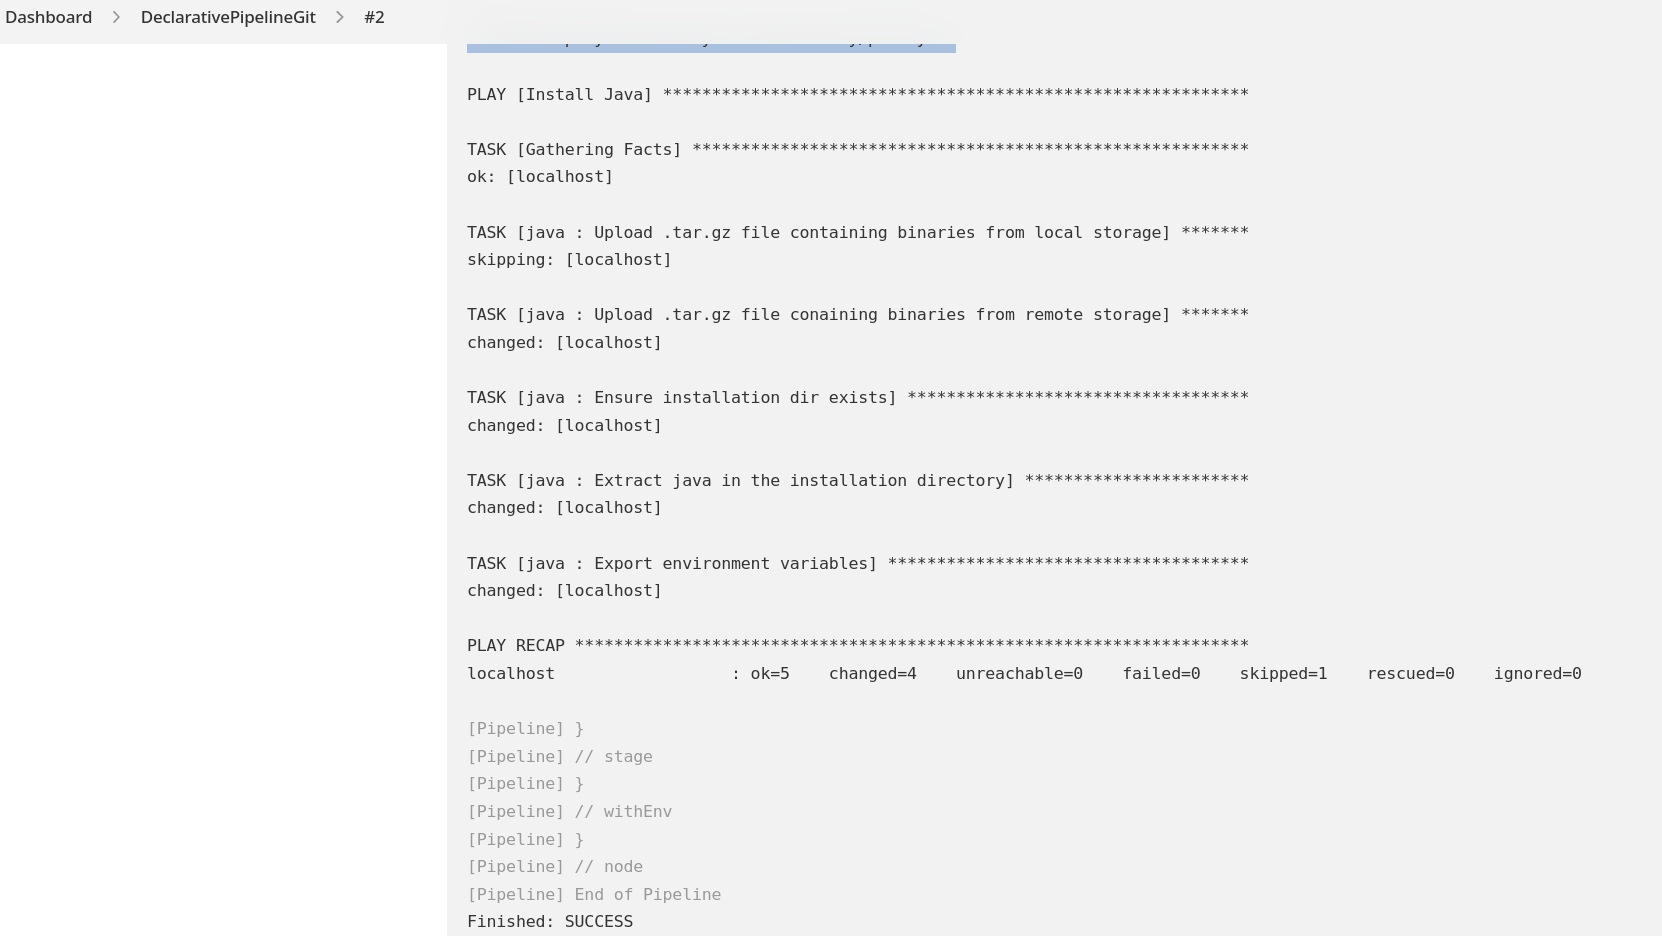 Dashboard > DeclarativePipelineGit > #2
PLAY [Install Java] ************************************************************
TASK [Gathering Facts] *********************************************************
ok: [localhost]
TASK [java : Upload .tar.gz file containing binaries from local storage] *******
skipping: [localhost]
TASK [java : Upload .tar.gz file conaining binaries from remote storage] *******
changed: [localhost]
TASK [java : Ensure installation dir exists] ***********************************
changed: [localhost]
TASK [java : Extract java in the installation directory] ***********************
changed: [localhost]
TASK [java : Export environment variables] *************************************
changed: [localhost]
PLAY RECAP *********************************************************************
localhost                  : ok=5    changed=4    unreachable=0    failed=0    skipped=1    rescued=0    ignored=0
[Pipeline] }
[Pipeline] // stage
[Pipeline] }
[Pipeline] // withEnv
[Pipeline] }
[Pipeline] // node
[Pipeline] End of Pipeline
Finished: SUCCESS